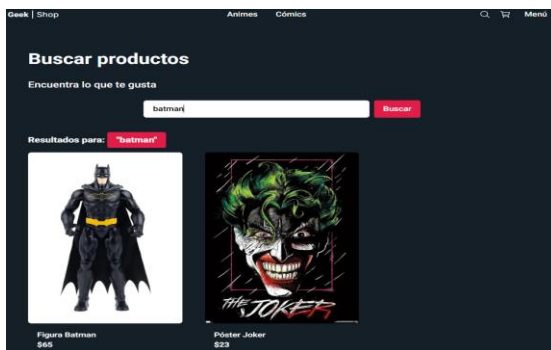 Geek | Shop Animes Cómics Menú
Buscar productos
Encuentra lo que te gusta
batman Buscar
Resultados para: "batman"
THE JOKER
Figura Batman Póster Joker
$65 $23